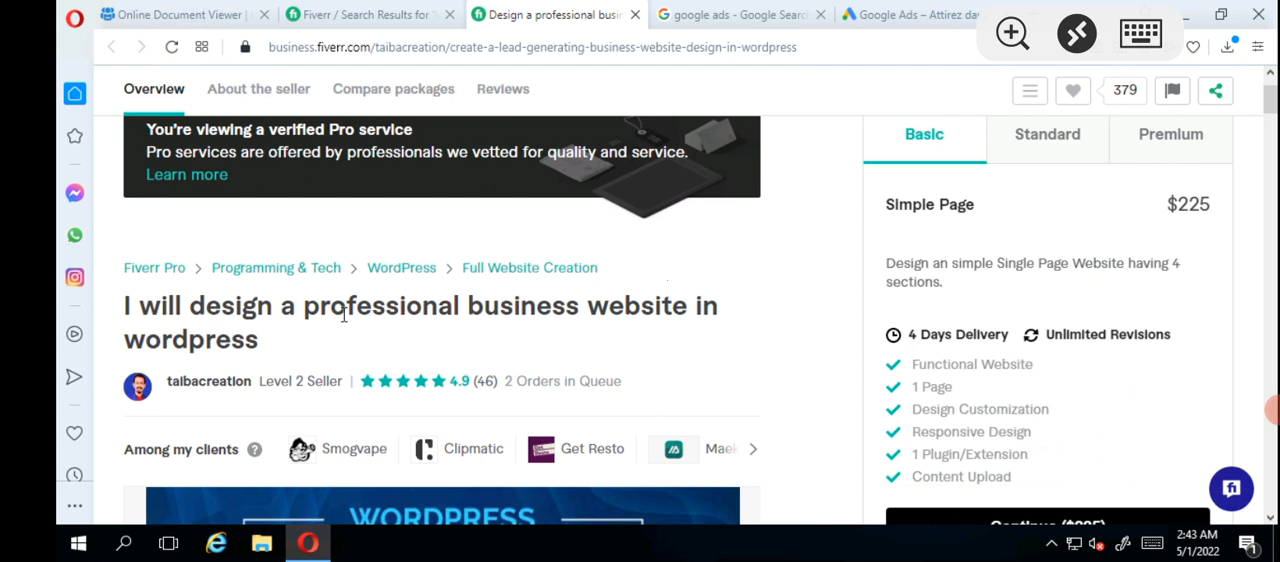 Online Document Viewer |
Fiverr / Search Results for '
Design a professional busi
google ads - Google Searc
Google Ads – Attirez da
business.fiverr.com/taibacreation/create-a-lead-generating-business-website-design-in-wordpress
Overview
About the seller
Compare packages
Reviews
379
You're viewing a verified Pro service
Pro services are offered by professionals we vetted for quality and service.
Learn more
Basic
Standard
Premium
Simple Page
$225
Design an simple Single Page Website having 4
sections.
4 Days Delivery
Unlimited Revisions
Functional Website
1 Page
Design Customization
Responsive Design
1 Plugin/Extension
Content Upload
Continue ($225)
Fiverr Pro > Programming & Tech > WordPress > Full Website Creation
I will design a professional business website in
wordpress
taibacreation Level 2 Seller | 4.9 (46) 2 Orders in Queue
Among my clients ? Smogvape Clipmatic Get Resto Maek
WORDPRESS
2:43 AM
5/1/2022
1